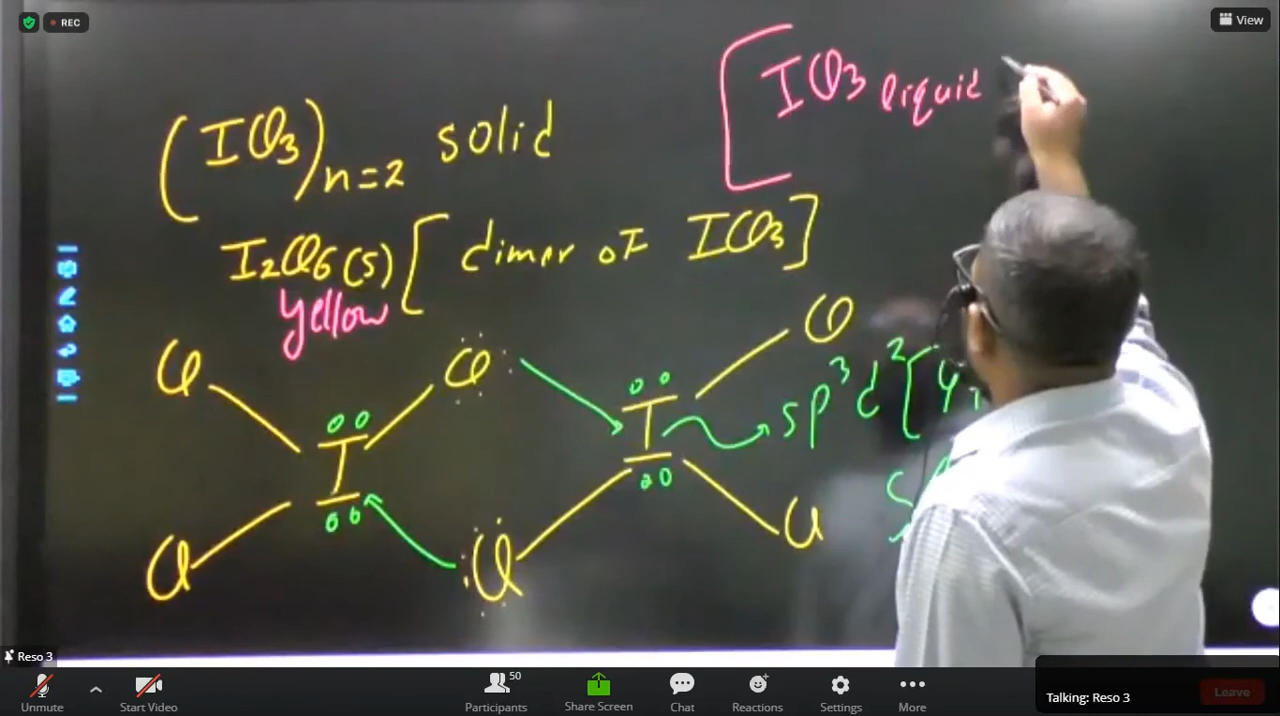 REC
View
[ ICl3 liquid
(ICl3)n=2 solid
I2Cl6(s) [dimer of ICl3]
yellow
Cl Cl Cl
I I sp3d2[
Cl Cl Cl
Reso 3
Unmute
Start Video
Participants 50
Share Screen
Chat
Reactions
Settings
More
Talking: Reso 3
Leave